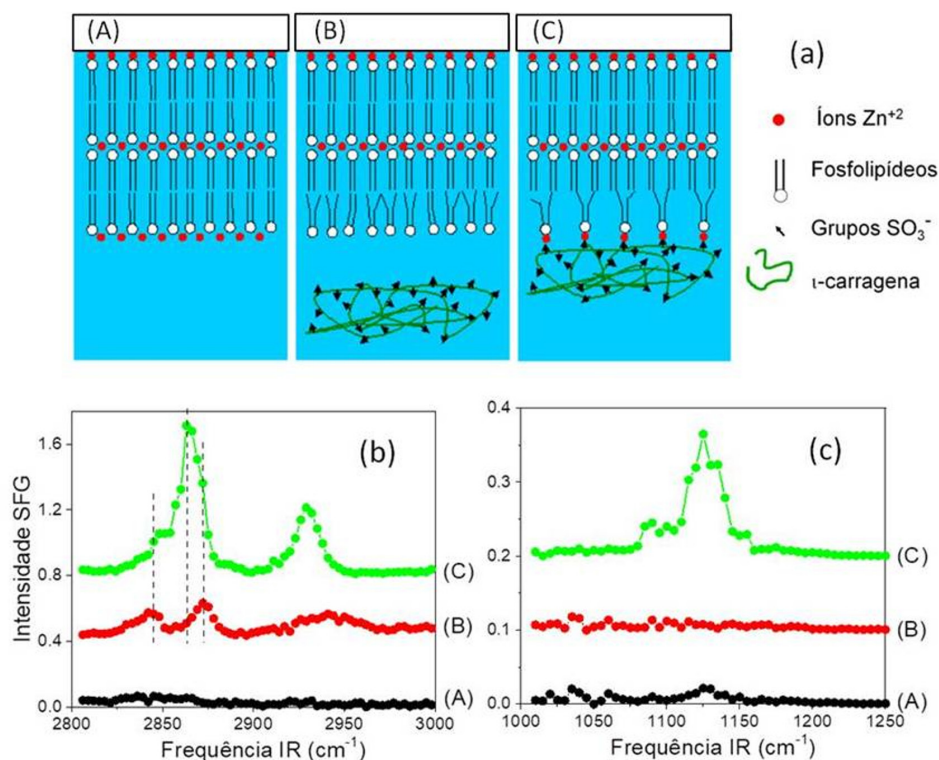 (A)
(B)
(C)
(a)
Íons Zn+2
Fosfolipídeos
Grupos SO3-
ι-carragena
(b)
Intensidade SFG
1.6
1.2
0.8
0.4
0.0
(C)
(B)
(A)
2800
2850
2900
2950
3000
Frequência IR (cm-1)
(c)
0.4
0.3
0.2
0.1
0.0
(C)
(B)
(A)
1000
1050
1100
1150
1200
1250
Frequência IR (cm-1)